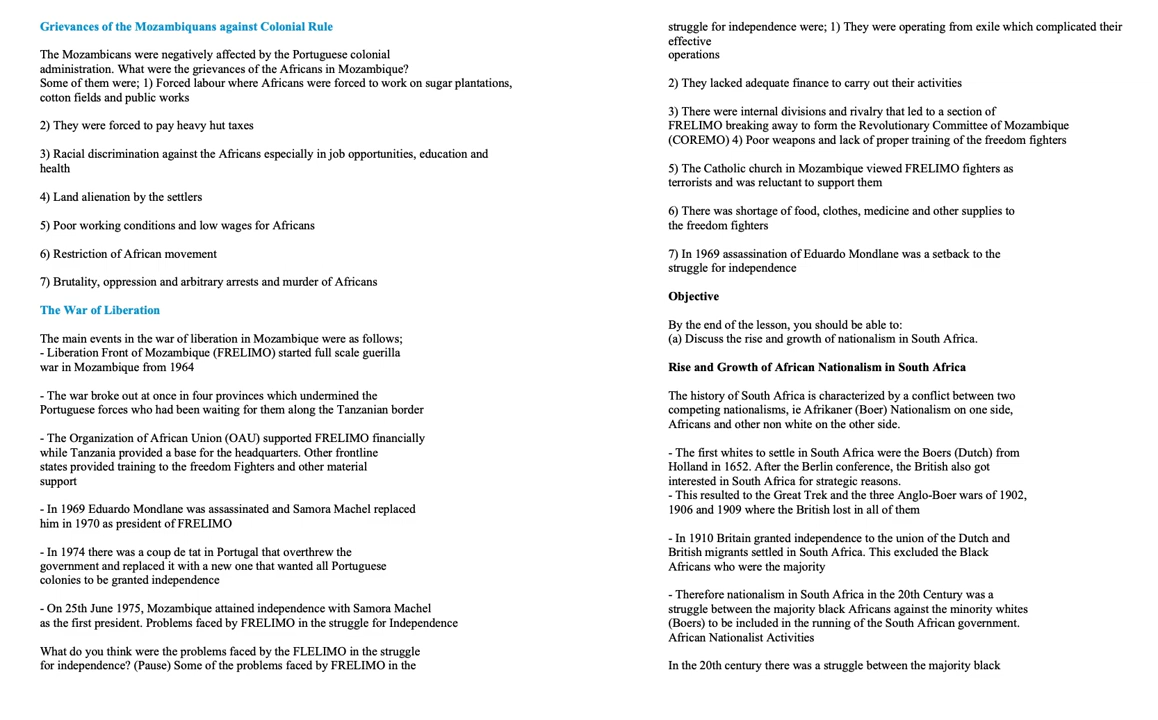 Grievances of the Mozambiquans against Colonial Rule
The Mozambicans were negatively affected by the Portuguese colonial
administration. What were the grievances of the Africans in Mozambique?
Some of them were; 1) Forced labour where Africans were forced to work on sugar plantations,
cotton fields and public works
2) They were forced to pay heavy hut taxes
3) Racial discrimination against the Africans especially in job opportunities, education and
health
4) Land alienation by the settlers
5) Poor working conditions and low wages for Africans
6) Restriction of African movement
7) Brutality, oppression and arbitrary arrests and murder of Africans
The War of Liberation
The main events in the war of liberation in Mozambique were as follows;
- Liberation Front of Mozambique (FRELIMO) started full scale guerilla
war in Mozambique from 1964
- The war broke out at once in four provinces which undermined the
Portuguese forces who had been waiting for them along the Tanzanian border
- The Organization of African Union (OAU) supported FRELIMO financially
while Tanzania provided a base for the headquarters. Other frontline
states provided training to the freedom Fighters and other material
support
- In 1969 Eduardo Mondlane was assassinated and Samora Machel replaced
him in 1970 as president of FRELIMO
- In 1974 there was a coup de tat in Portugal that overthrew the
government and replaced it with a new one that wanted all Portuguese
colonies to be granted independence
- On 25th June 1975, Mozambique attained independence with Samora Machel
as the first president. Problems faced by FRELIMO in the struggle for Independence
What do you think were the problems faced by the FLELIMO in the struggle
for independence? (Pause) Some of the problems faced by FRELIMO in the
struggle for independence were; 1) They were operating from exile which complicated their
effective
operations
2) They lacked adequate finance to carry out their activities
3) There were internal divisions and rivalry that led to a section of
FRELIMO breaking away to form the Revolutionary Committee of Mozambique
(COREMO) 4) Poor weapons and lack of proper training of the freedom fighters
5) The Catholic church in Mozambique viewed FRELIMO fighters as
terrorists and was reluctant to support them
6) There was shortage of food, clothes, medicine and other supplies to
the freedom fighters
7) In 1969 assassination of Eduardo Mondlane was a setback to the
struggle for independence
Objective
By the end of the lesson, you should be able to:
(a) Discuss the rise and growth of nationalism in South Africa.
Rise and Growth of African Nationalism in South Africa
The history of South Africa is characterized by a conflict between two
competing nationalisms, ie Afrikaner (Boer) Nationalism on one side,
Africans and other non white on the other side.
- The first whites to settle in South Africa were the Boers (Dutch) from
Holland in 1652. After the Berlin conference, the British also got
interested in South Africa for strategic reasons.
- This resulted to the Great Trek and the three Anglo-Boer wars of 1902,
1906 and 1909 where the British lost in all of them
- In 1910 Britain granted independence to the union of the Dutch and
British migrants settled in South Africa. This excluded the Black
Africans who were the majority
- Therefore nationalism in South Africa in the 20th Century was a
struggle between the majority black Africans against the minority whites
(Boers) to be included in the running of the South African government.
African Nationalist Activities
In the 20th century there was a struggle between the majority black